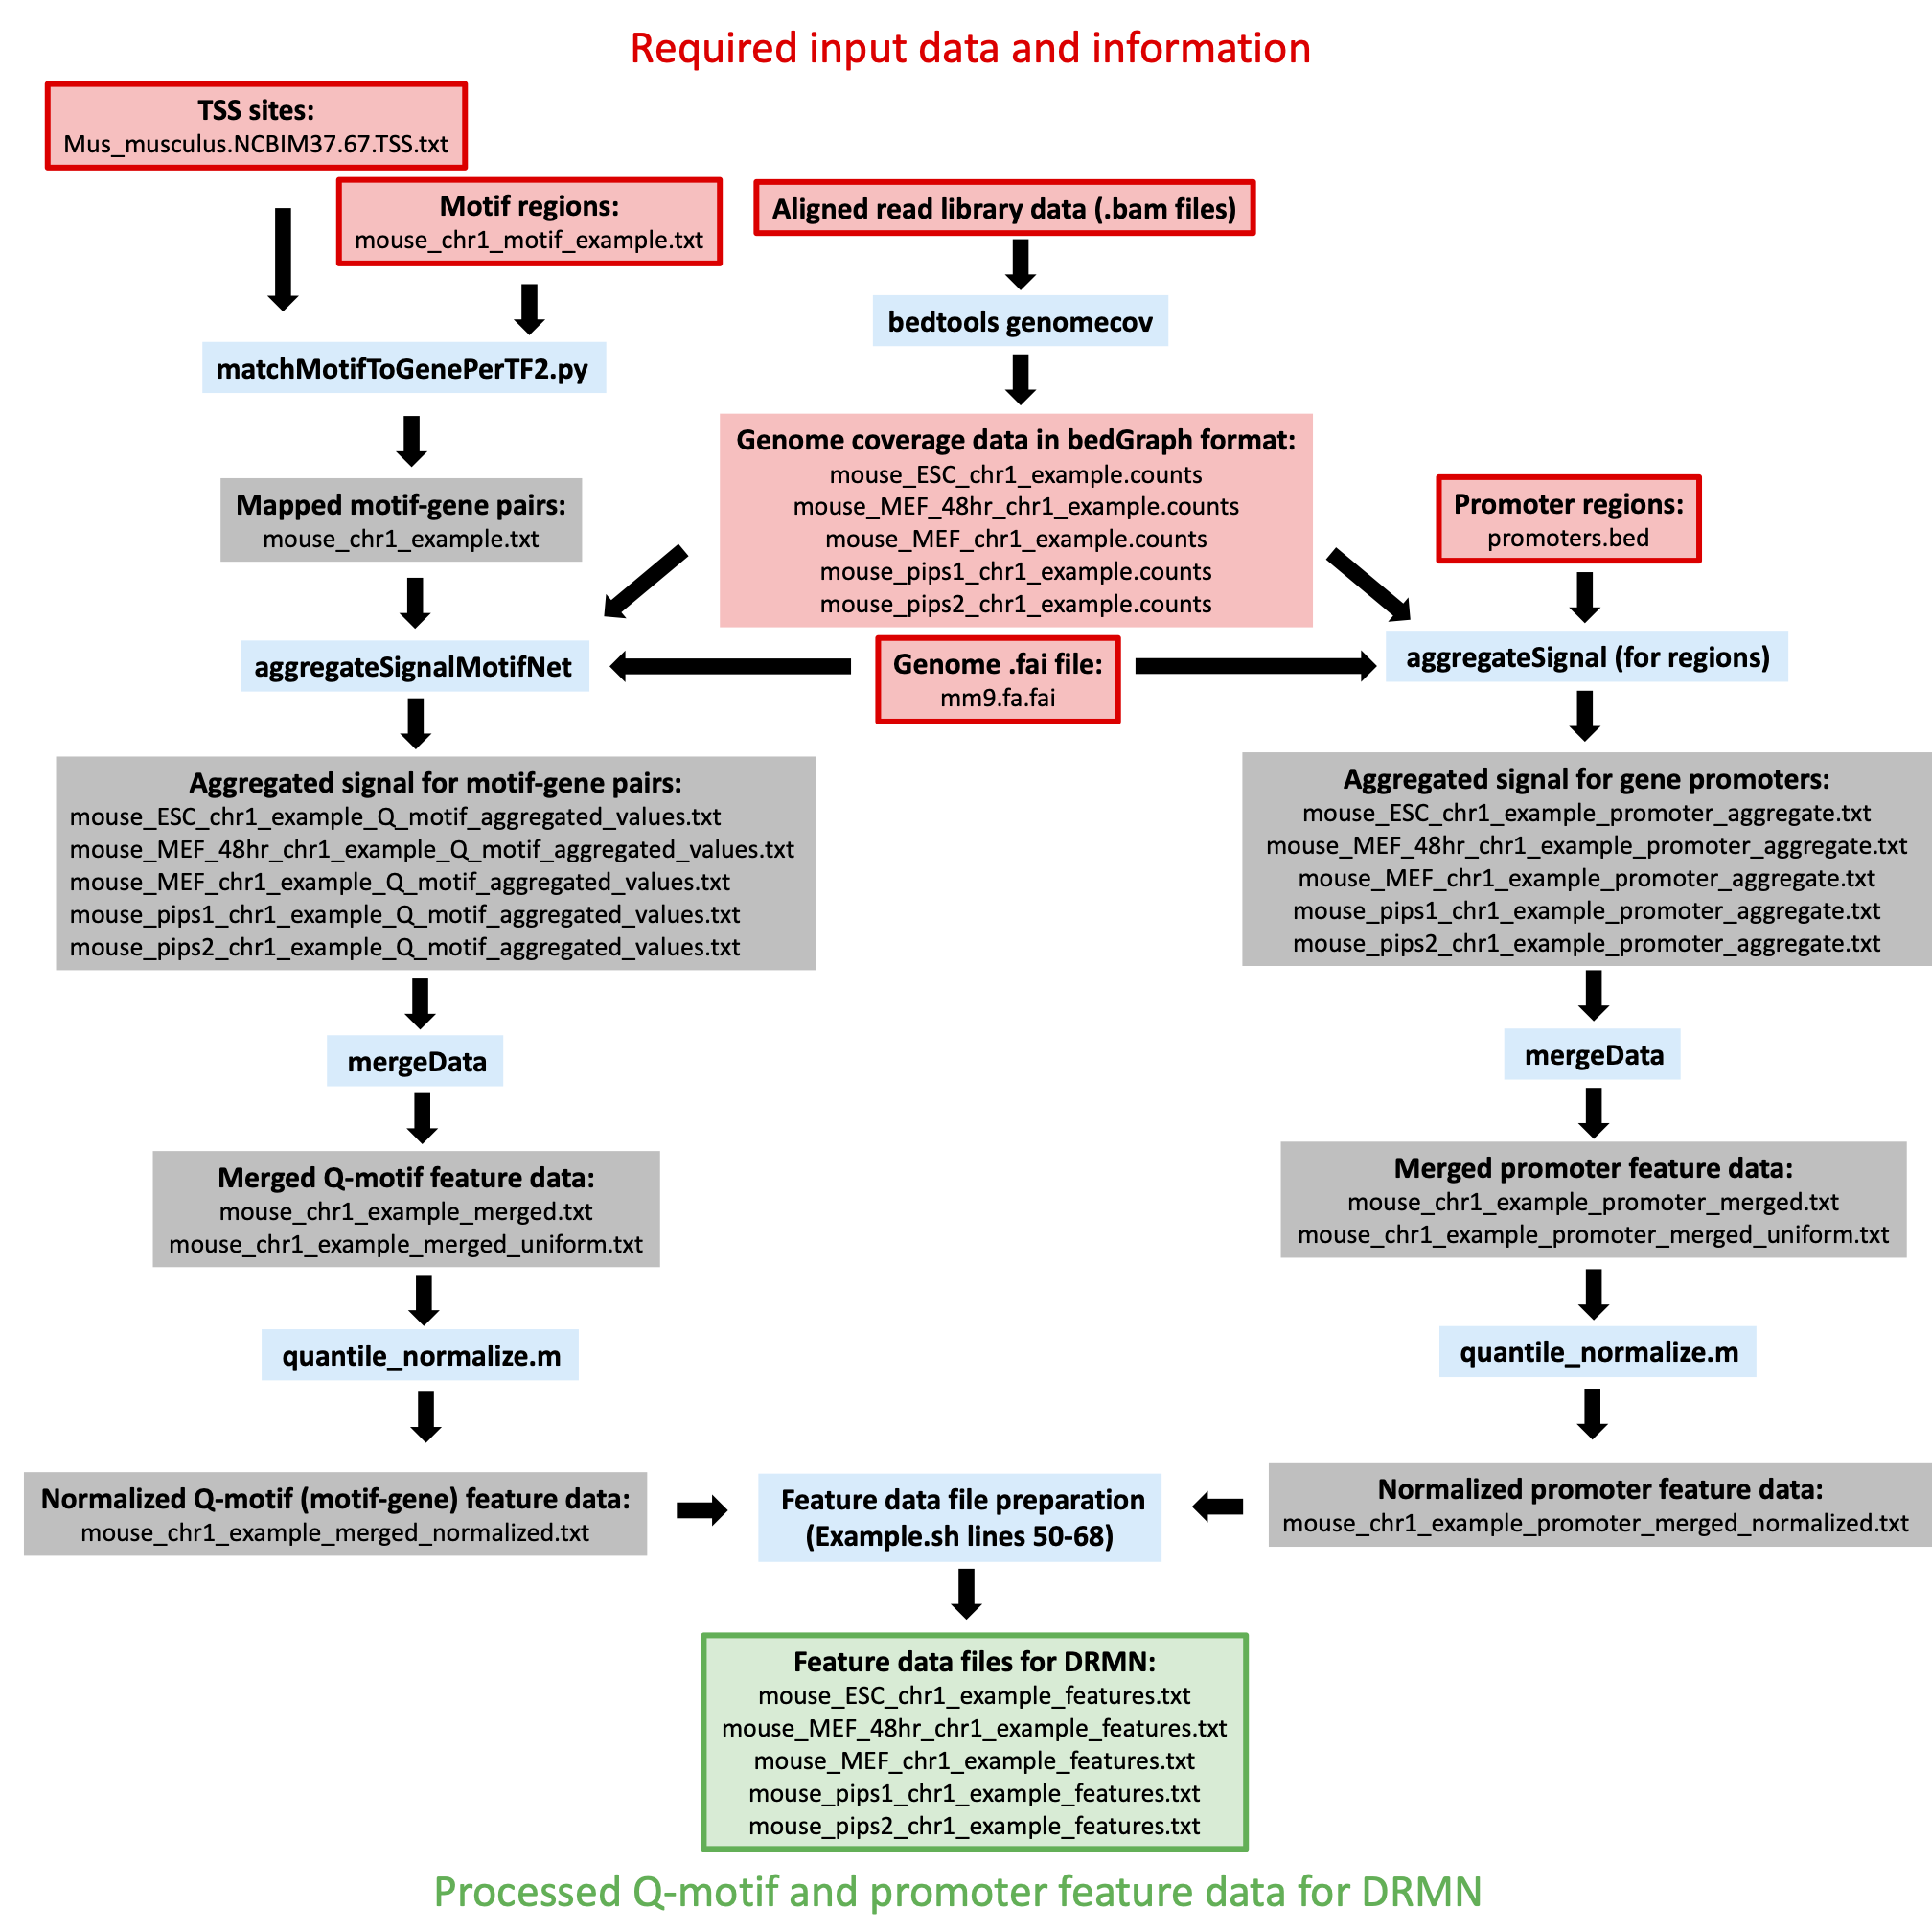 Required input data and information
TSS sites:
Mus_musculus.NCBIM37.67.TSS.txt
Motif regions:
mouse_chr1_motif_example.txt
Aligned read library data (.bam files)
bedtools genomecov
matchMotifToGenePerTF2.py
Genome coverage data in bedGraph format:
mouse_ESC_chr1_example.counts
mouse_MEF_48hr_chr1_example.counts
mouse_MEF_chr1_example.counts
mouse_pips1_chr1_example.counts
mouse_pips2_chr1_example.counts
Mapped motif-gene pairs:
mouse_chr1_example.txt
Promoter regions:
promoters.bed
aggregateSignalMotifNet
Genome .fai file:
mm9.fa.fai
aggregateSignal (for regions)
Aggregated signal for motif-gene pairs:
mouse_ESC_chr1_example_Q_motif_aggregated_values.txt
mouse_MEF_48hr_chr1_example_Q_motif_aggregated_values.txt
mouse_MEF_chr1_example_Q_motif_aggregated_values.txt
mouse_pips1_chr1_example_Q_motif_aggregated_values.txt
mouse_pips2_chr1_example_Q_motif_aggregated_values.txt
Aggregated signal for gene promoters:
mouse_ESC_chr1_example_promoter_aggregate.txt
mouse_MEF_48hr_chr1_example_promoter_aggregate.txt
mouse_MEF_chr1_example_promoter_aggregate.txt
mouse_pips1_chr1_example_promoter_aggregate.txt
mouse_pips2_chr1_example_promoter_aggregate.txt
mergeData
mergeData
Merged Q-motif feature data:
mouse_chr1_example_merged.txt
mouse_chr1_example_merged_uniform.txt
Merged promoter feature data:
mouse_chr1_example_promoter_merged.txt
mouse_chr1_example_promoter_merged_uniform.txt
quantile_normalize.m
quantile_normalize.m
Normalized Q-motif (motif-gene) feature data:
mouse_chr1_example_merged_normalized.txt
Feature data file preparation
(Example.sh lines 50-68)
Normalized promoter feature data:
mouse_chr1_example_promoter_merged_normalized.txt
Feature data files for DRMN:
mouse_ESC_chr1_example_features.txt
mouse_MEF_48hr_chr1_example_features.txt
mouse_MEF_chr1_example_features.txt
mouse_pips1_chr1_example_features.txt
mouse_pips2_chr1_example_features.txt
Processed Q-motif and promoter feature data for DRMN